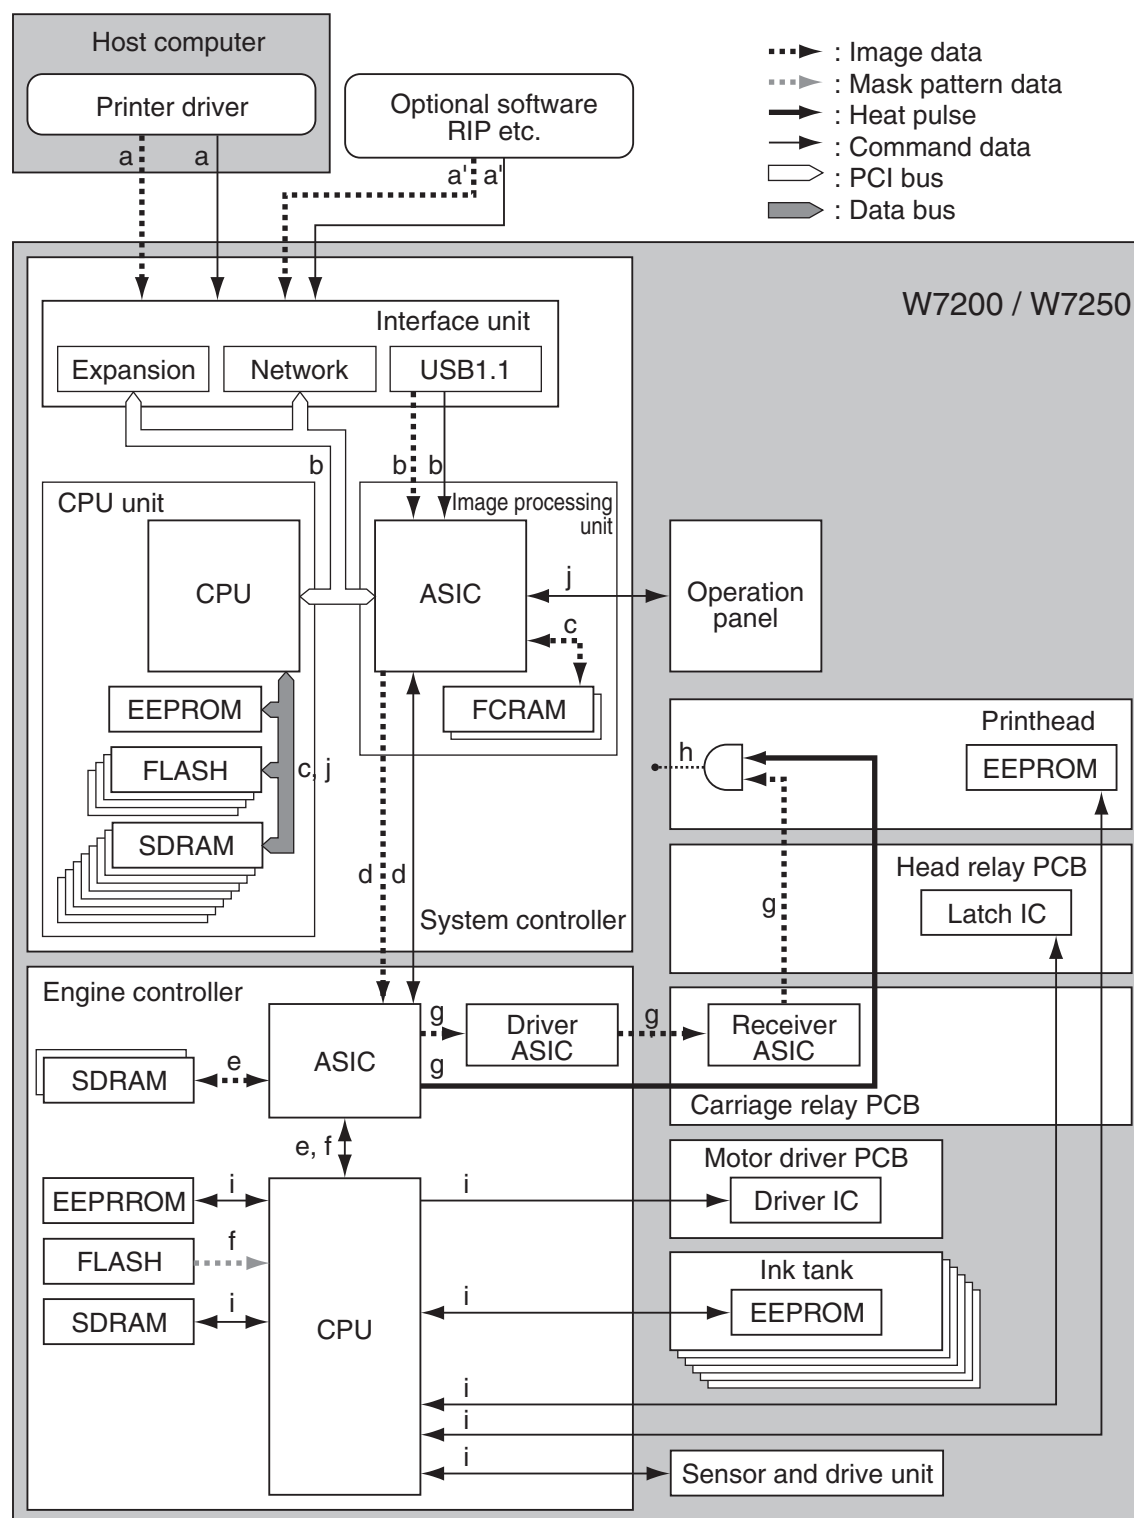 Host computer
Printer driver
Optional software
RIP etc.
: Image data
: Mask pattern data
: Heat pulse
: Command data
: PCI bus
: Data bus
a
a
a'
a'
W7200 / W7250
Interface unit
Expansion
Network
USB1.1
b
b
b
CPU unit
Image processing
unit
CPU
ASIC
j
Operation
panel
c
EEPROM
FCRAM
FLASH
c, j
SDRAM
Printhead
h
EEPROM
d
d
Head relay PCB
Latch IC
g
System controller
Engine controller
ASIC
g
Driver
ASIC
g
Receiver
ASIC
SDRAM
e
g
Carriage relay PCB
e, f
Motor driver PCB
EEPRROM
i
i
Driver IC
FLASH
f
Ink tank
SDRAM
i
CPU
i
EEPROM
i
i
i
Sensor and drive unit